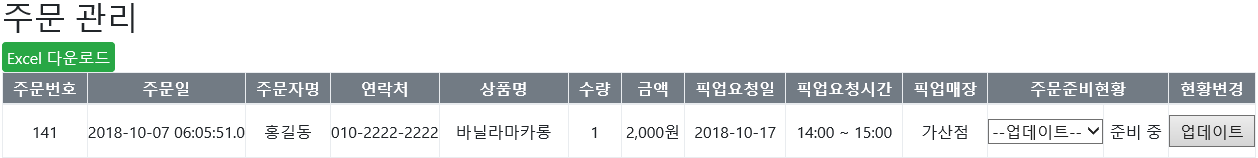 주문 관리
Excel 다운로드
주문번호 주문일 주문자명 연락처 상품명 수량 금액 픽업요청일 픽업요청시간 픽업매장 주문준비현황 현황변경
141 2018-10-07 06:05:51.0 홍길동 010-2222-2222 바닐라마카롱 1 2,000원 2018-10-17 14:00 ~ 15:00 가산점 --업데이트-- 준비 중 업데이트